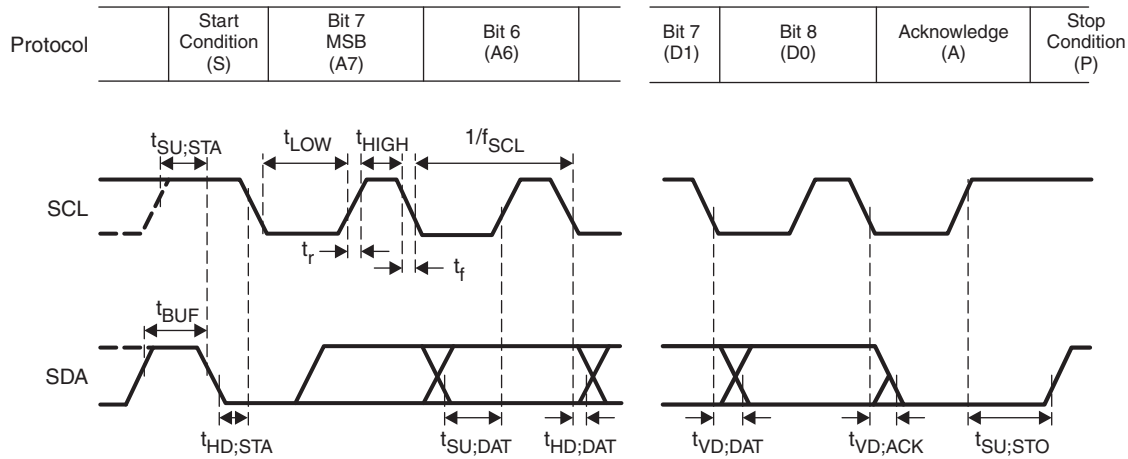 Protocol
Start
Condition
(S)
Bit 7
MSB
(A7)
Bit 6
(A6)
Bit 7
(D1)
Bit 8
(D0)
Acknowledge
(A)
Stop
Condition
(P)
tSU;STA
tLOW
tHIGH
1/fSCL
SCL
tr
tf
tBUF
SDA
tHD;STA
tSU;DAT
tHD;DAT
tVD;DAT
tVD;ACK
tSU;STO